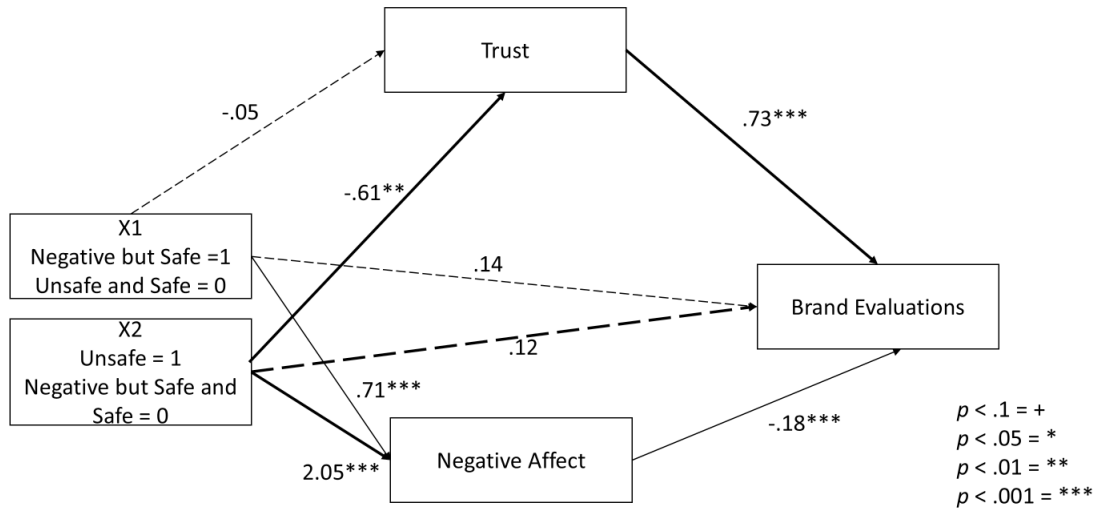 Trust
-.05
.73***
-.61**
X1
Negative but Safe =1
Unsafe and Safe = 0
.14
Brand Evaluations
X2
Unsafe = 1
Negative but Safe and
Safe = 0
.12
.71***
-.18***
Negative Affect
2.05***
p < .1 = +
p < .05 = *
p < .01 = **
p < .001 = ***